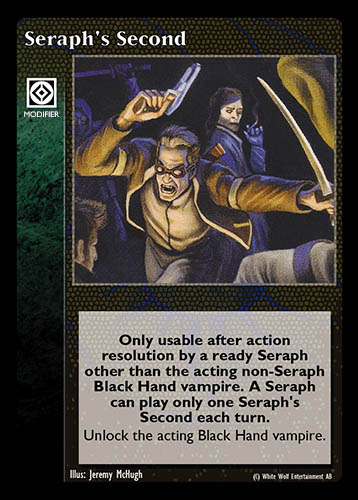 Seraph's Second
MODIFIER
Only usable after action
resolution by a ready Seraph
other than the acting non-Seraph
Black Hand vampire. A Seraph
can play only one Seraph's
Second each turn.
Unlock the acting Black Hand vampire.
Illus: Jeremy McHugh
(C) White Wolf Entertainment AB